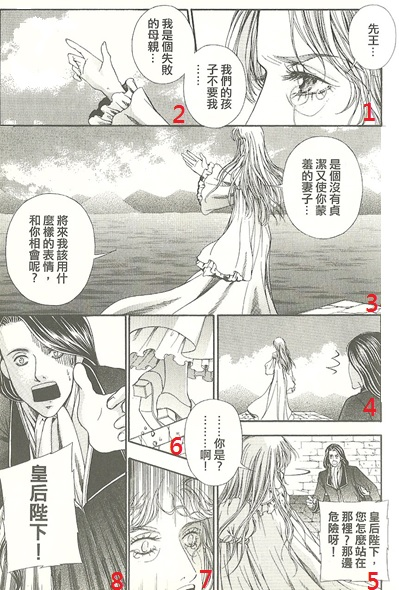 先王…
1
我們的孩
子不要我
我是個失敗
的母親…
2
是個沒有貞
潔又使你蒙
羞的妻子…
將來我該用什
麼樣的表情，
和你相會呢？
3
4
皇后陛下，
您怎麼站在
那裡？那邊
危險呀！
5
……你是？
……啊！
6
7
皇后陛下！
8